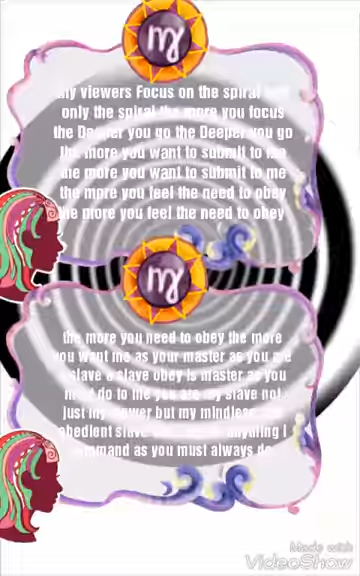 my viewers Focus on the spiral
only the spiral the more you focus
the Deeper you go the Deeper you go
the more you want to submit to me
the more you want to submit to me
the more you feel the need to obey
the more you feel the need to obey
the more you need to obey the more
you want me as your master as you are
slave a slave obey is master as you
must do to me you are my slave not
just my viewer but my mindless
obedient slave anything I
command as you must always do
Made with
VideoShow